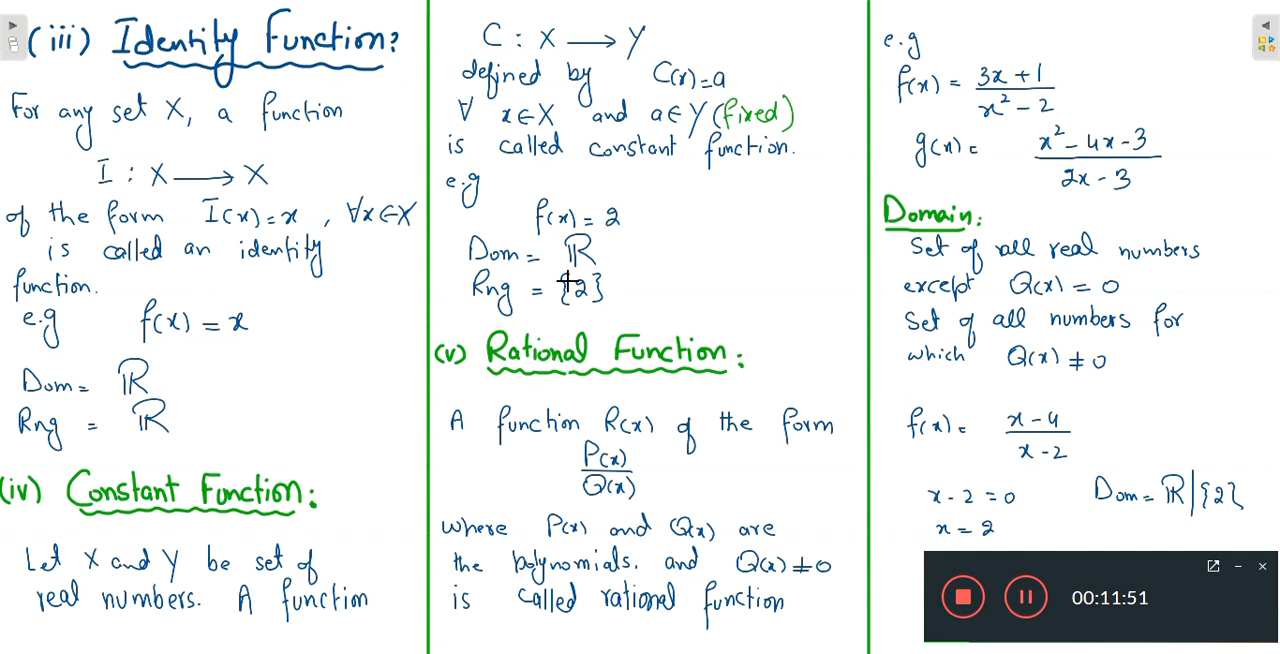 (iii) Identity Function:
For any set X, a function
I : X ⟶ X
of the form I(x) = x , ∀x∈X
is called an identity
function.
e.g f(x) = x
Dom = ℝ
Rng = ℝ
(iv) Constant Function:
Let X and Y be set of
real numbers. A function
C : X ⟶ Y
defined by C(x) = a
∀ x∈X and a∈Y (fixed)
is called constant function.
e.g
f(x) = 2
Dom = ℝ
Rng = {2}
(v) Rational Function:
A function R(x) of the form
P(x)
Q(x)
where P(x) and Q(x) are
the polynomials. and Q(x) ≠ 0
is called rational function
e.g
f(x) = 3x + 1
x² - 2
g(x) = x² - 4x - 3
2x - 3
Domain:
Set of all real numbers
except Q(x) = 0
Set of all numbers for
which Q(x) ≠ 0
f(x) = x - 4
x - 2
x - 2 = 0 Dom = ℝ | {2}
x = 2
00:11:51